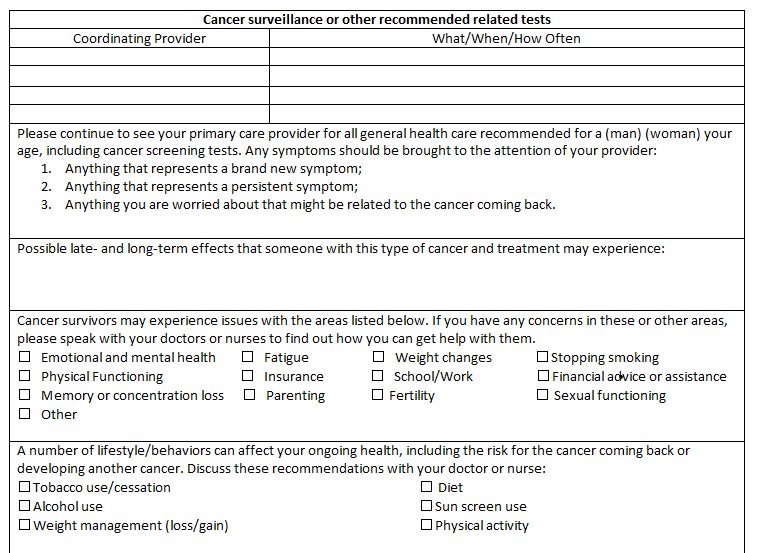 Cancer surveillance or other recommended related tests
Coordinating Provider What/When/How Often
Please continue to see your primary care provider for all general health care recommended for a (man) (woman) your
age, including cancer screening tests. Any symptoms should be brought to the attention of your provider:
1. Anything that represents a brand new symptom;
2. Anything that represents a persistent symptom;
3. Anything you are worried about that might be related to the cancer coming back.
Possible late- and long-term effects that someone with this type of cancer and treatment may experience:
Cancer survivors may experience issues with the areas listed below. If you have any concerns in these or other areas,
please speak with your doctors or nurses to find out how you can get help with them.
☐ Emotional and mental health ☐ Fatigue ☐ Weight changes ☐ Stopping smoking
☐ Physical Functioning ☐ Insurance ☐ School/Work ☐ Financial advice or assistance
☐ Memory or concentration loss ☐ Parenting ☐ Fertility ☐ Sexual functioning
☐ Other
A number of lifestyle/behaviors can affect your ongoing health, including the risk for the cancer coming back or
developing another cancer. Discuss these recommendations with your doctor or nurse:
☐ Tobacco use/cessation ☐ Diet
☐ Alcohol use ☐ Sun screen use
☐ Weight management (loss/gain) ☐ Physical activity